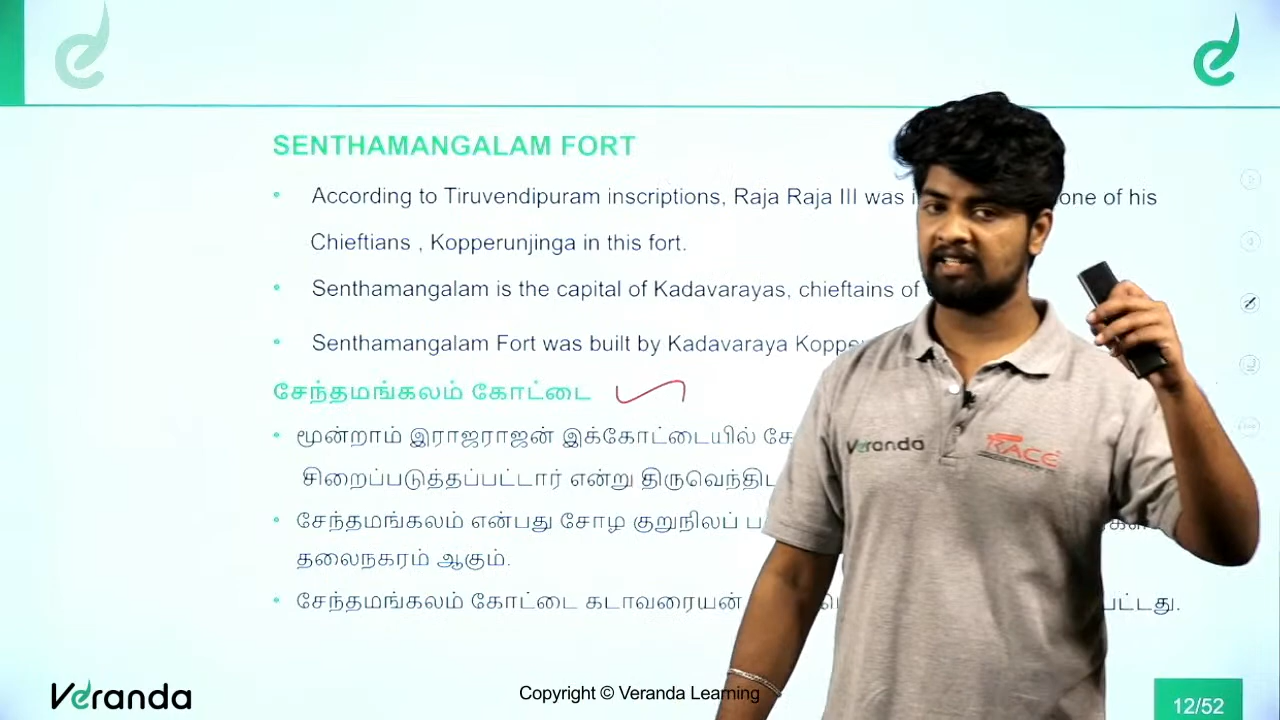 SENTHAMANGALAM FORT
• According to Tiruvendipuram inscriptions, Raja Raja III was one of his
Chieftians , Kopperunjinga in this fort.
• Senthamangalam is the capital of Kadavarayas, chieftains of
• Senthamangalam Fort was built by Kadavaraya
சேந்தமங்கலம் கோட்டை
• மூன்றாம் இராஜராஜன் இக்கோட்டையில்
சிறைப்படுத்தப்பட்டார் என்று
• சேந்தமங்கலம் என்பது சோழ குறுநிலப்
தலைநகரம் ஆகும்.
• சேந்தமங்கலம் கோட்டை கடாவரையன்
Veranda
RACE
Veranda
Copyright © Veranda Learning
12/52